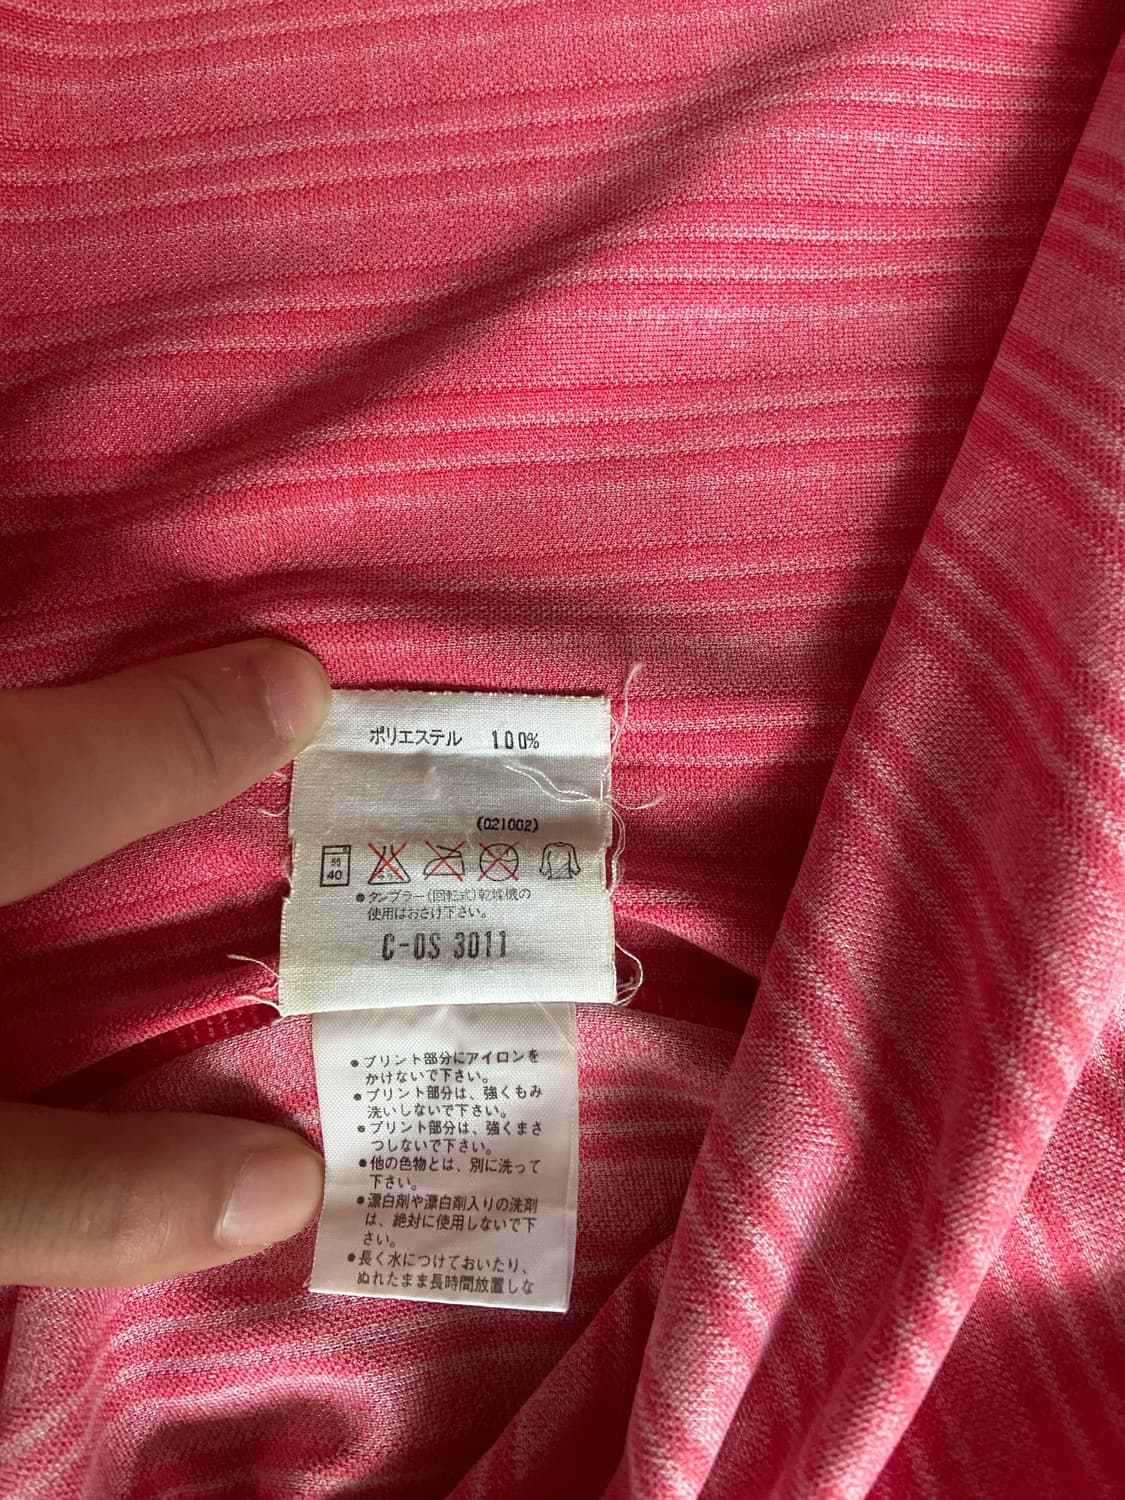 ポリエステル 100%
(021002)
弱
40
●タンブラー(回転式)乾燥機の
使用はおさけ下さい。
C-OS 3011
●プリント部分にアイロンを
かけないで下さい。
●プリント部分は、強くもみ
洗いしないで下さい。
●プリント部分は、強くまさ
つしないで下さい。
●他の色物とは、別に洗って
下さい。
●漂白剤や漂白剤入りの洗剤
は、絶対に使用しないで下
さい。
●長く水につけておいたり、
ぬれたまま長時間放置しな